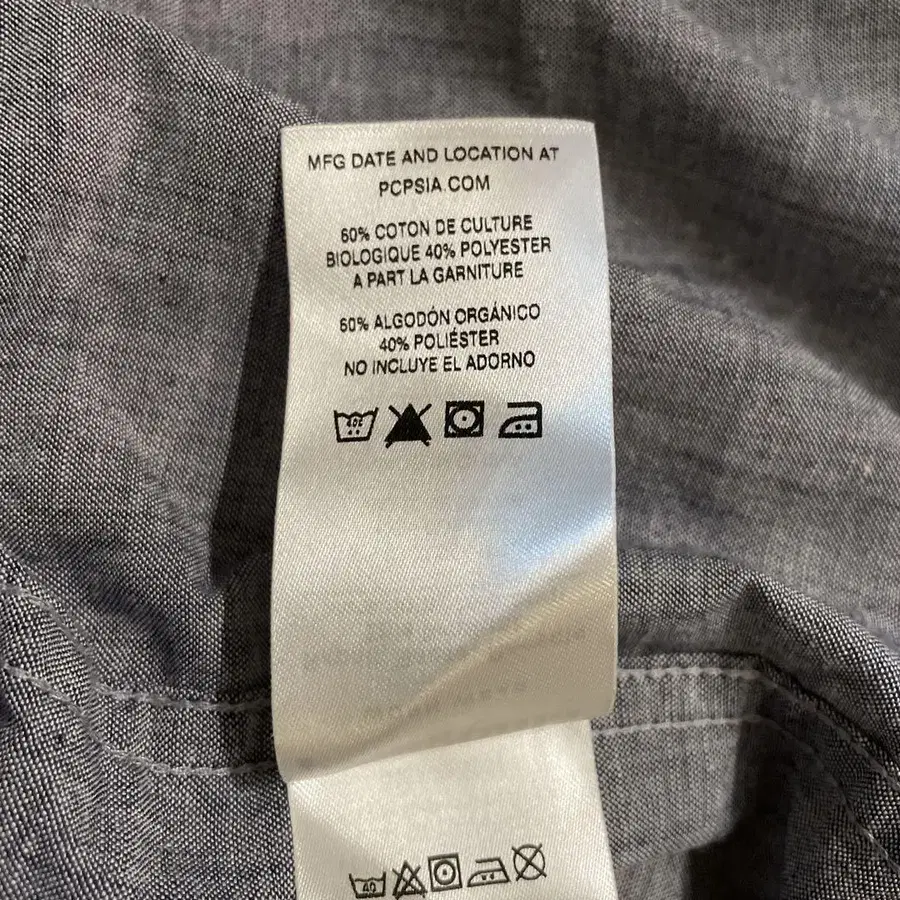 MFG DATE AND LOCATION AT
PCPSIA.COM
60% COTON DE CULTURE
BIOLOGIQUE 40% POLYESTER
A PART LA GARNITURE
60% ALGODÓN ORGÁNICO
40% POLIÉSTER
NO INCLUYE EL ADORNO
40